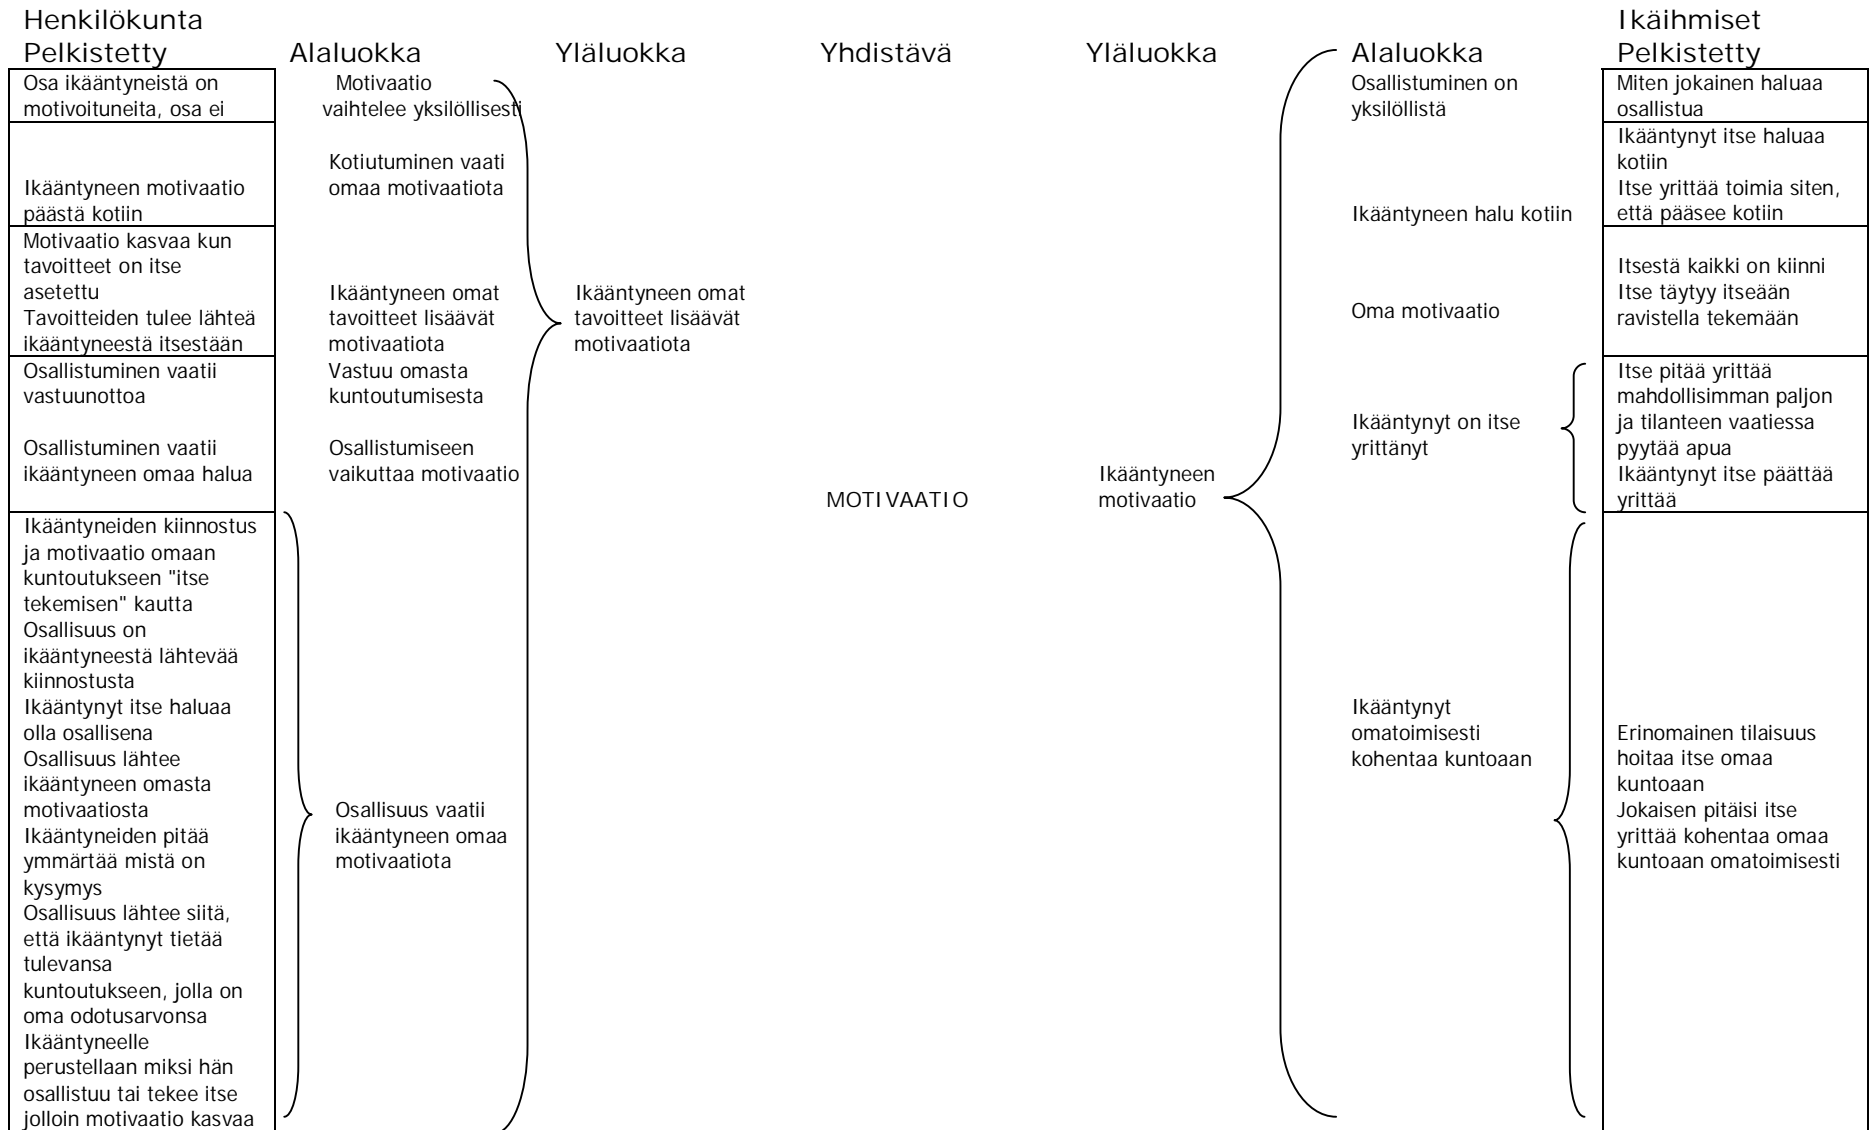 Henkilökunta
Pelkistetty
Osa ikääntyneistä on
motivoituneita, osa ei
Ikääntyneen motivaatio
päästä kotiin
Motivaatio kasvaa kun
tavoitteet on itse
asetettu
Tavoitteiden tulee lähteä
ikääntyneestä itsestään
Osallistuminen vaatii
vastuunottoa
Osallistuminen vaatii
ikääntyneen omaa halua
Ikääntyneiden kiinnostus
ja motivaatio omaan
kuntoutukseen "itse
tekemisen" kautta
Osallisuus on
ikääntyneestä lähtevää
kiinnostusta
Ikääntynyt itse haluaa
olla osallisena
Osallisuus lähtee
ikääntyneen omasta
motivaatiosta
Ikääntyneiden pitää
ymmärtää mistä on
kysymys
Osallisuus lähtee siitä,
että ikääntynyt tietää
tulevansa
kuntoutukseen, jolla on
oma odotusarvonsa
Ikääntyneelle
perustellaan miksi hän
osallistuu tai tekee itse
jolloin motivaatio kasvaa
Alaluokka
Motivaatio
vaihtelee yksilöllisesti
Kotiutuminen vaati
omaa motivaatiota
Ikääntyneen omat
tavoitteet lisäävät
motivaatiota
Vastuu omasta
kuntoutumisesta
Osallistumiseen
vaikuttaa motivaatio
Osallisuus vaatii
ikääntyneen omaa
motivaatiota
Yläluokka
Ikääntyneen omat
tavoitteet lisäävät
motivaatiota
Yhdistävä
MOTIVAATIO
Yläluokka
Ikääntyneen
motivaatio
Alaluokka
Osallistuminen on
yksilöllistä
Ikääntyneen halu kotiin
Oma motivaatio
Ikääntynyt on itse
yrittänyt
Ikääntynyt
omatoimisesti
kohentaa kuntoaan
Ikäihmiset
Pelkistetty
Miten jokainen haluaa
osallistua
Ikääntynyt itse haluaa
kotiin
Itse yrittää toimia siten,
että pääsee kotiin
Itsestä kaikki on kiinni
Itse täytyy itseään
ravistella tekemään
Itse pitää yrittää
mahdollisimman paljon
ja tilanteen vaatiessa
pyytää apua
Ikääntynyt itse päättää
yrittää
Erinomainen tilaisuus
hoitaa itse omaa
kuntoaan
Jokaisen pitäisi itse
yrittää kohentaa omaa
kuntoaan omatoimisesti